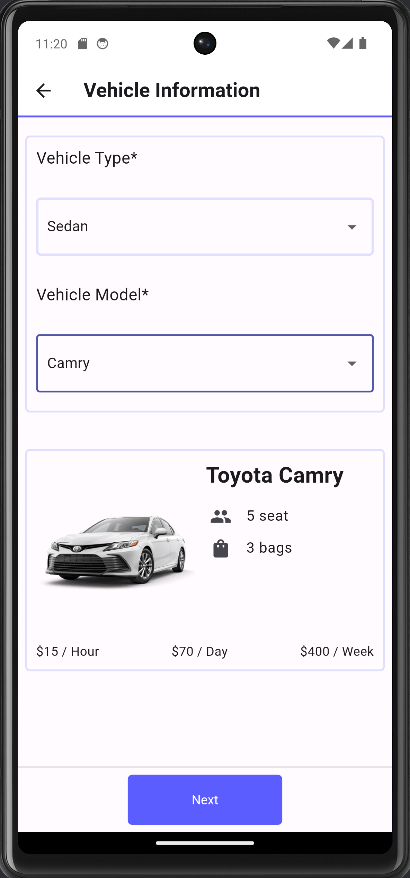 11:20
Vehicle Information
Vehicle Type*
Sedan
Vehicle Model*
Camry
Toyota Camry
5 seat
3 bags
$15 / Hour $70 / Day $400 / Week
Next